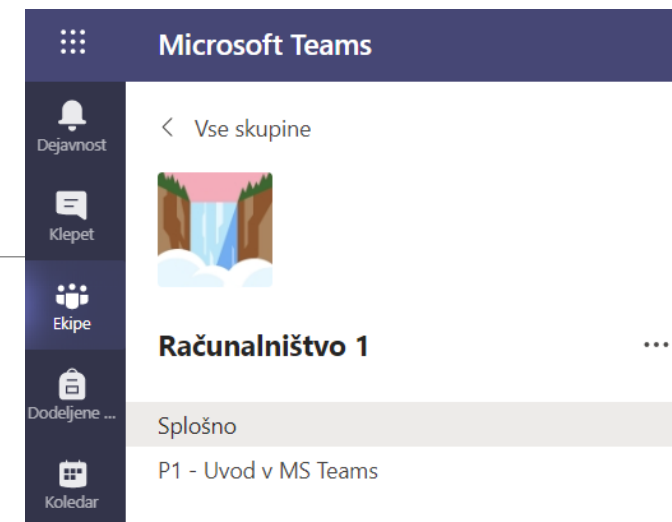 Microsoft Teams
Dejavnost
Klepet
Ekipe
Dodeljene ...
Koledar
Vse skupine
Računalništvo 1
Splošno
P1 - Uvod v MS Teams